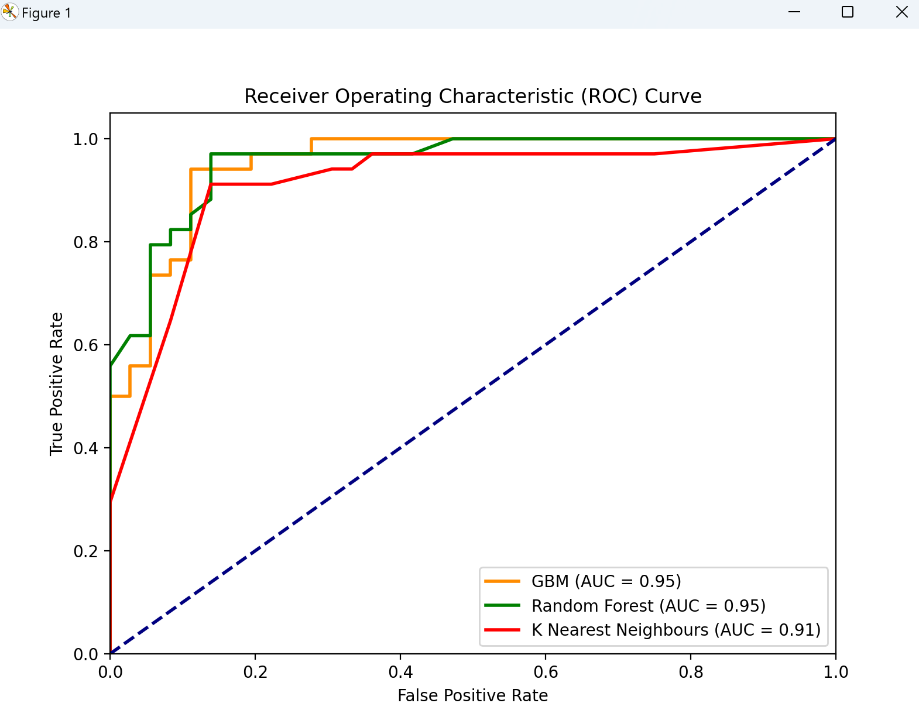 Figure 1
Receiver Operating Characteristic (ROC) Curve
True Positive Rate
1.0
0.8
0.6
0.4
0.2
0.0
GBM (AUC = 0.95)
Random Forest (AUC = 0.95)
K Nearest Neighbours (AUC = 0.91)
0.0 0.2 0.4 0.6 0.8 1.0
False Positive Rate